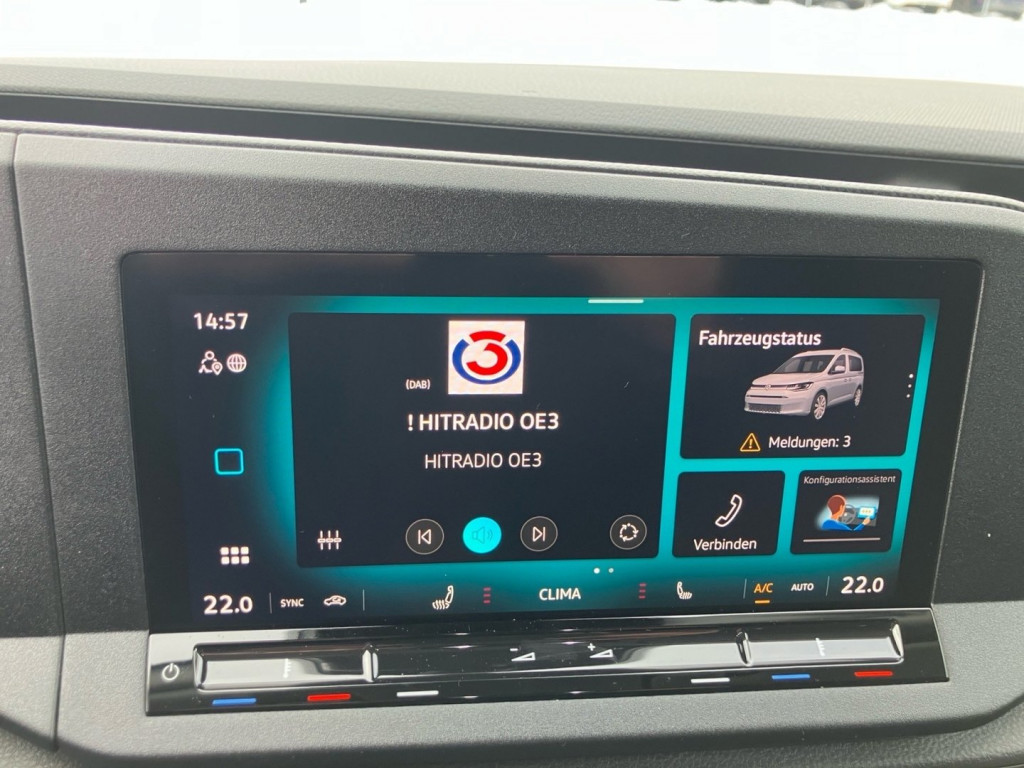 14:57
3
(DAB)
! HITRADIO OE3
HITRADIO OE3
Fahrzeugstatus
Meldungen: 3
Verbinden
Konfigurationsassistent
22.0
SYNC
CLIMA
A/C
AUTO
22.0
- +